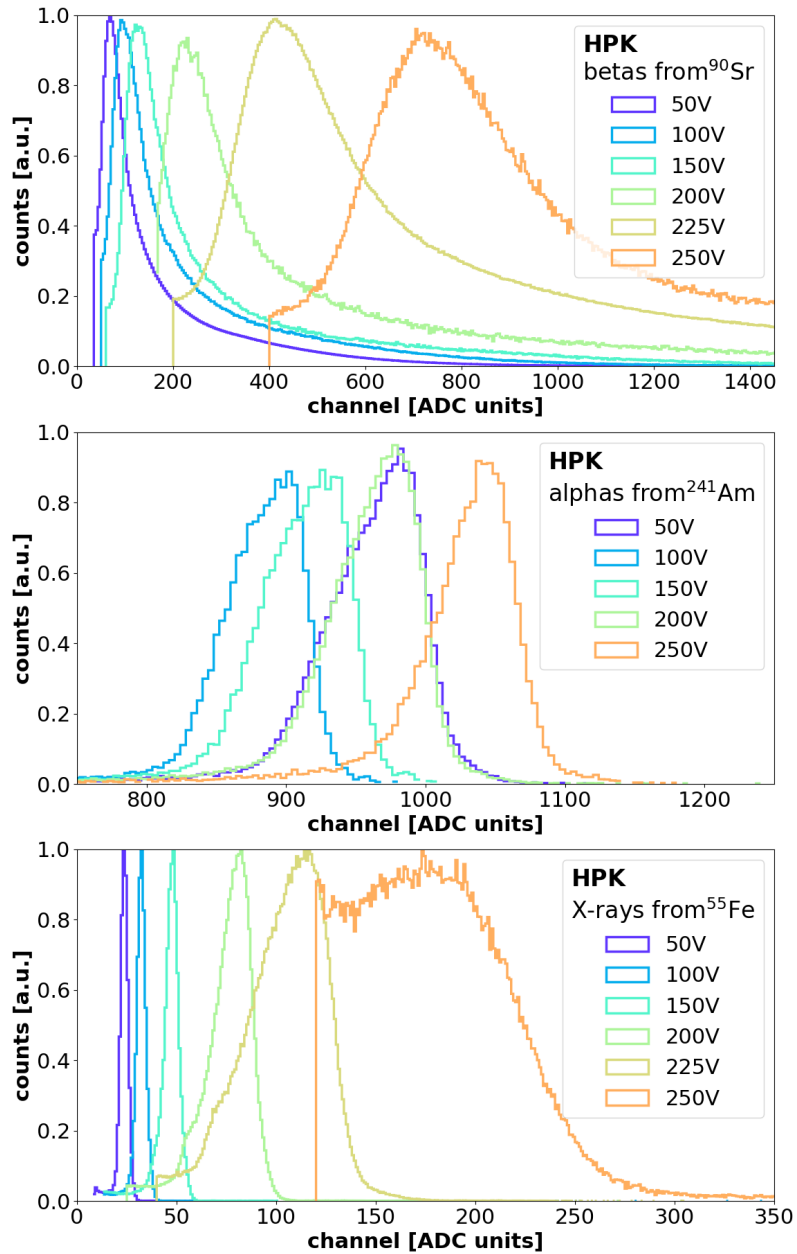 1.0
0.8
0.6
0.4
0.2
0.0
counts [a.u.]
HPK
betas from⁹⁰Sr
50V
100V
150V
200V
225V
250V
0 200 400 600 800 1000 1200 1400
channel [ADC units]
1.0
0.8
0.6
0.4
0.2
0.0
counts [a.u.]
HPK
alphas from²⁴¹Am
50V
100V
150V
200V
250V
800 900 1000 1100 1200
channel [ADC units]
1.0
0.8
0.6
0.4
0.2
0.0
counts [a.u.]
HPK
X-rays from⁵⁵Fe
50V
100V
150V
200V
225V
250V
0 50 100 150 200 250 300 350
channel [ADC units]